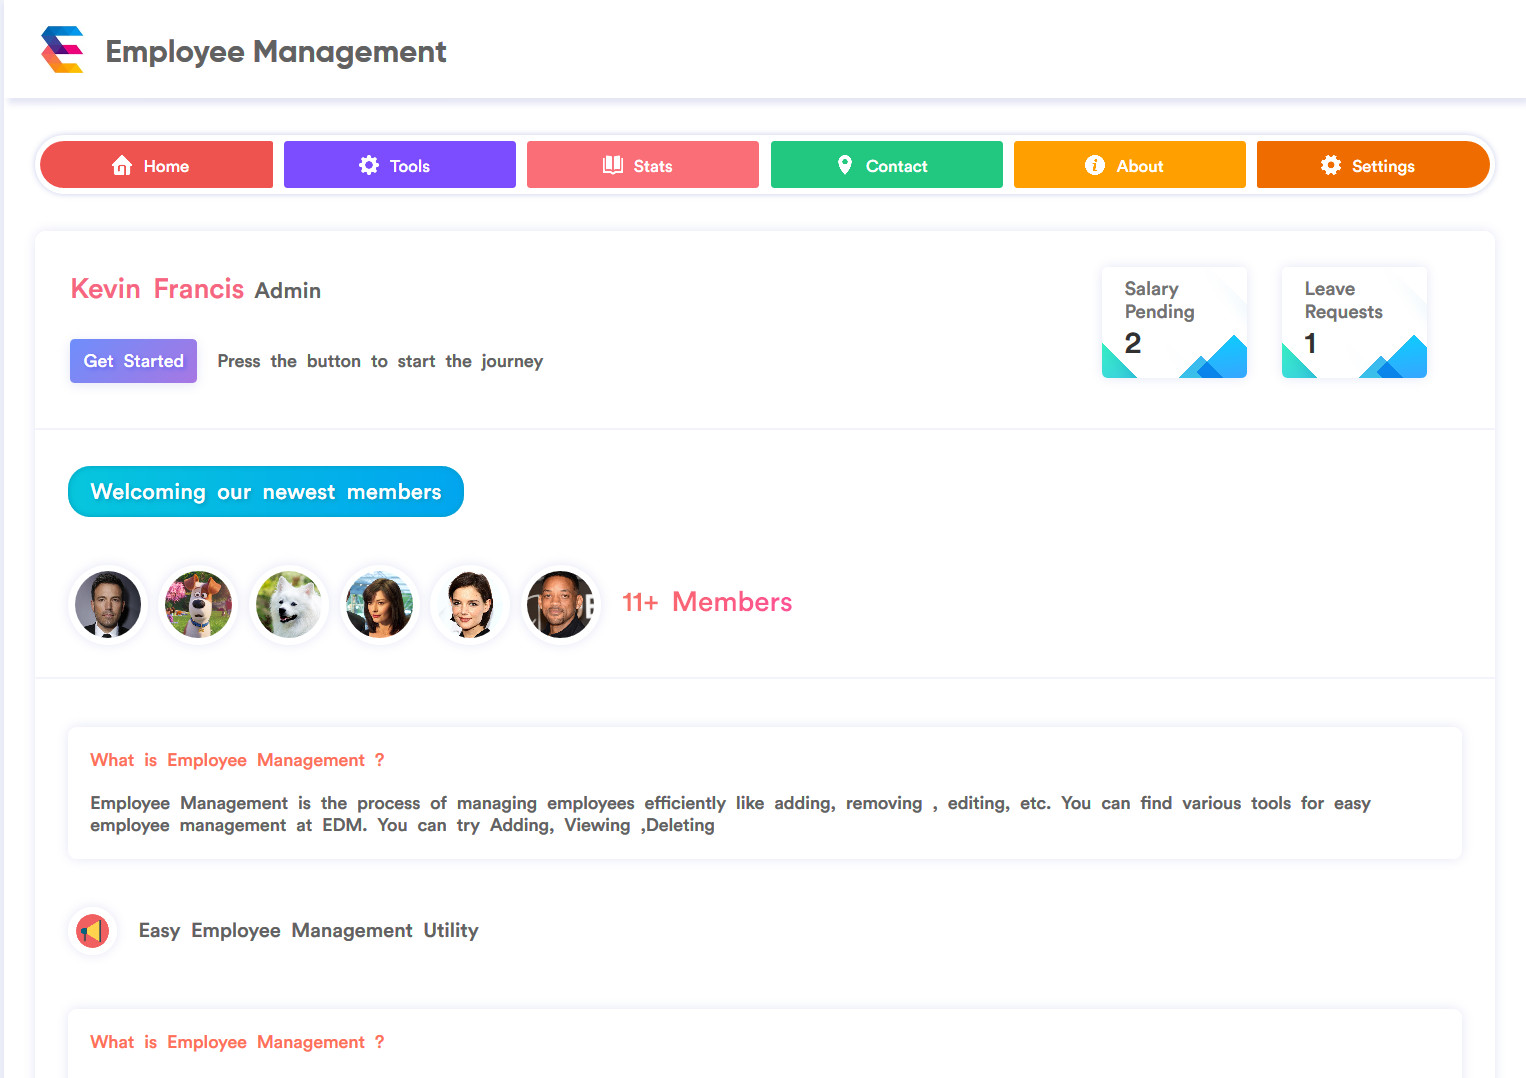 Employee Management
Home
Tools
Stats
Contact
About
Settings
Kevin Francis Admin
Get Started
Press the button to start the journey
Salary
Pending
2
Leave
Requests
1
Welcoming our newest members
11+ Members
What is Employee Management ?
Employee Management is the process of managing employees efficiently like adding, removing , editing, etc. You can find various tools for easy
employee management at EDM. You can try Adding, Viewing ,Deleting
Easy Employee Management Utility
What is Employee Management ?